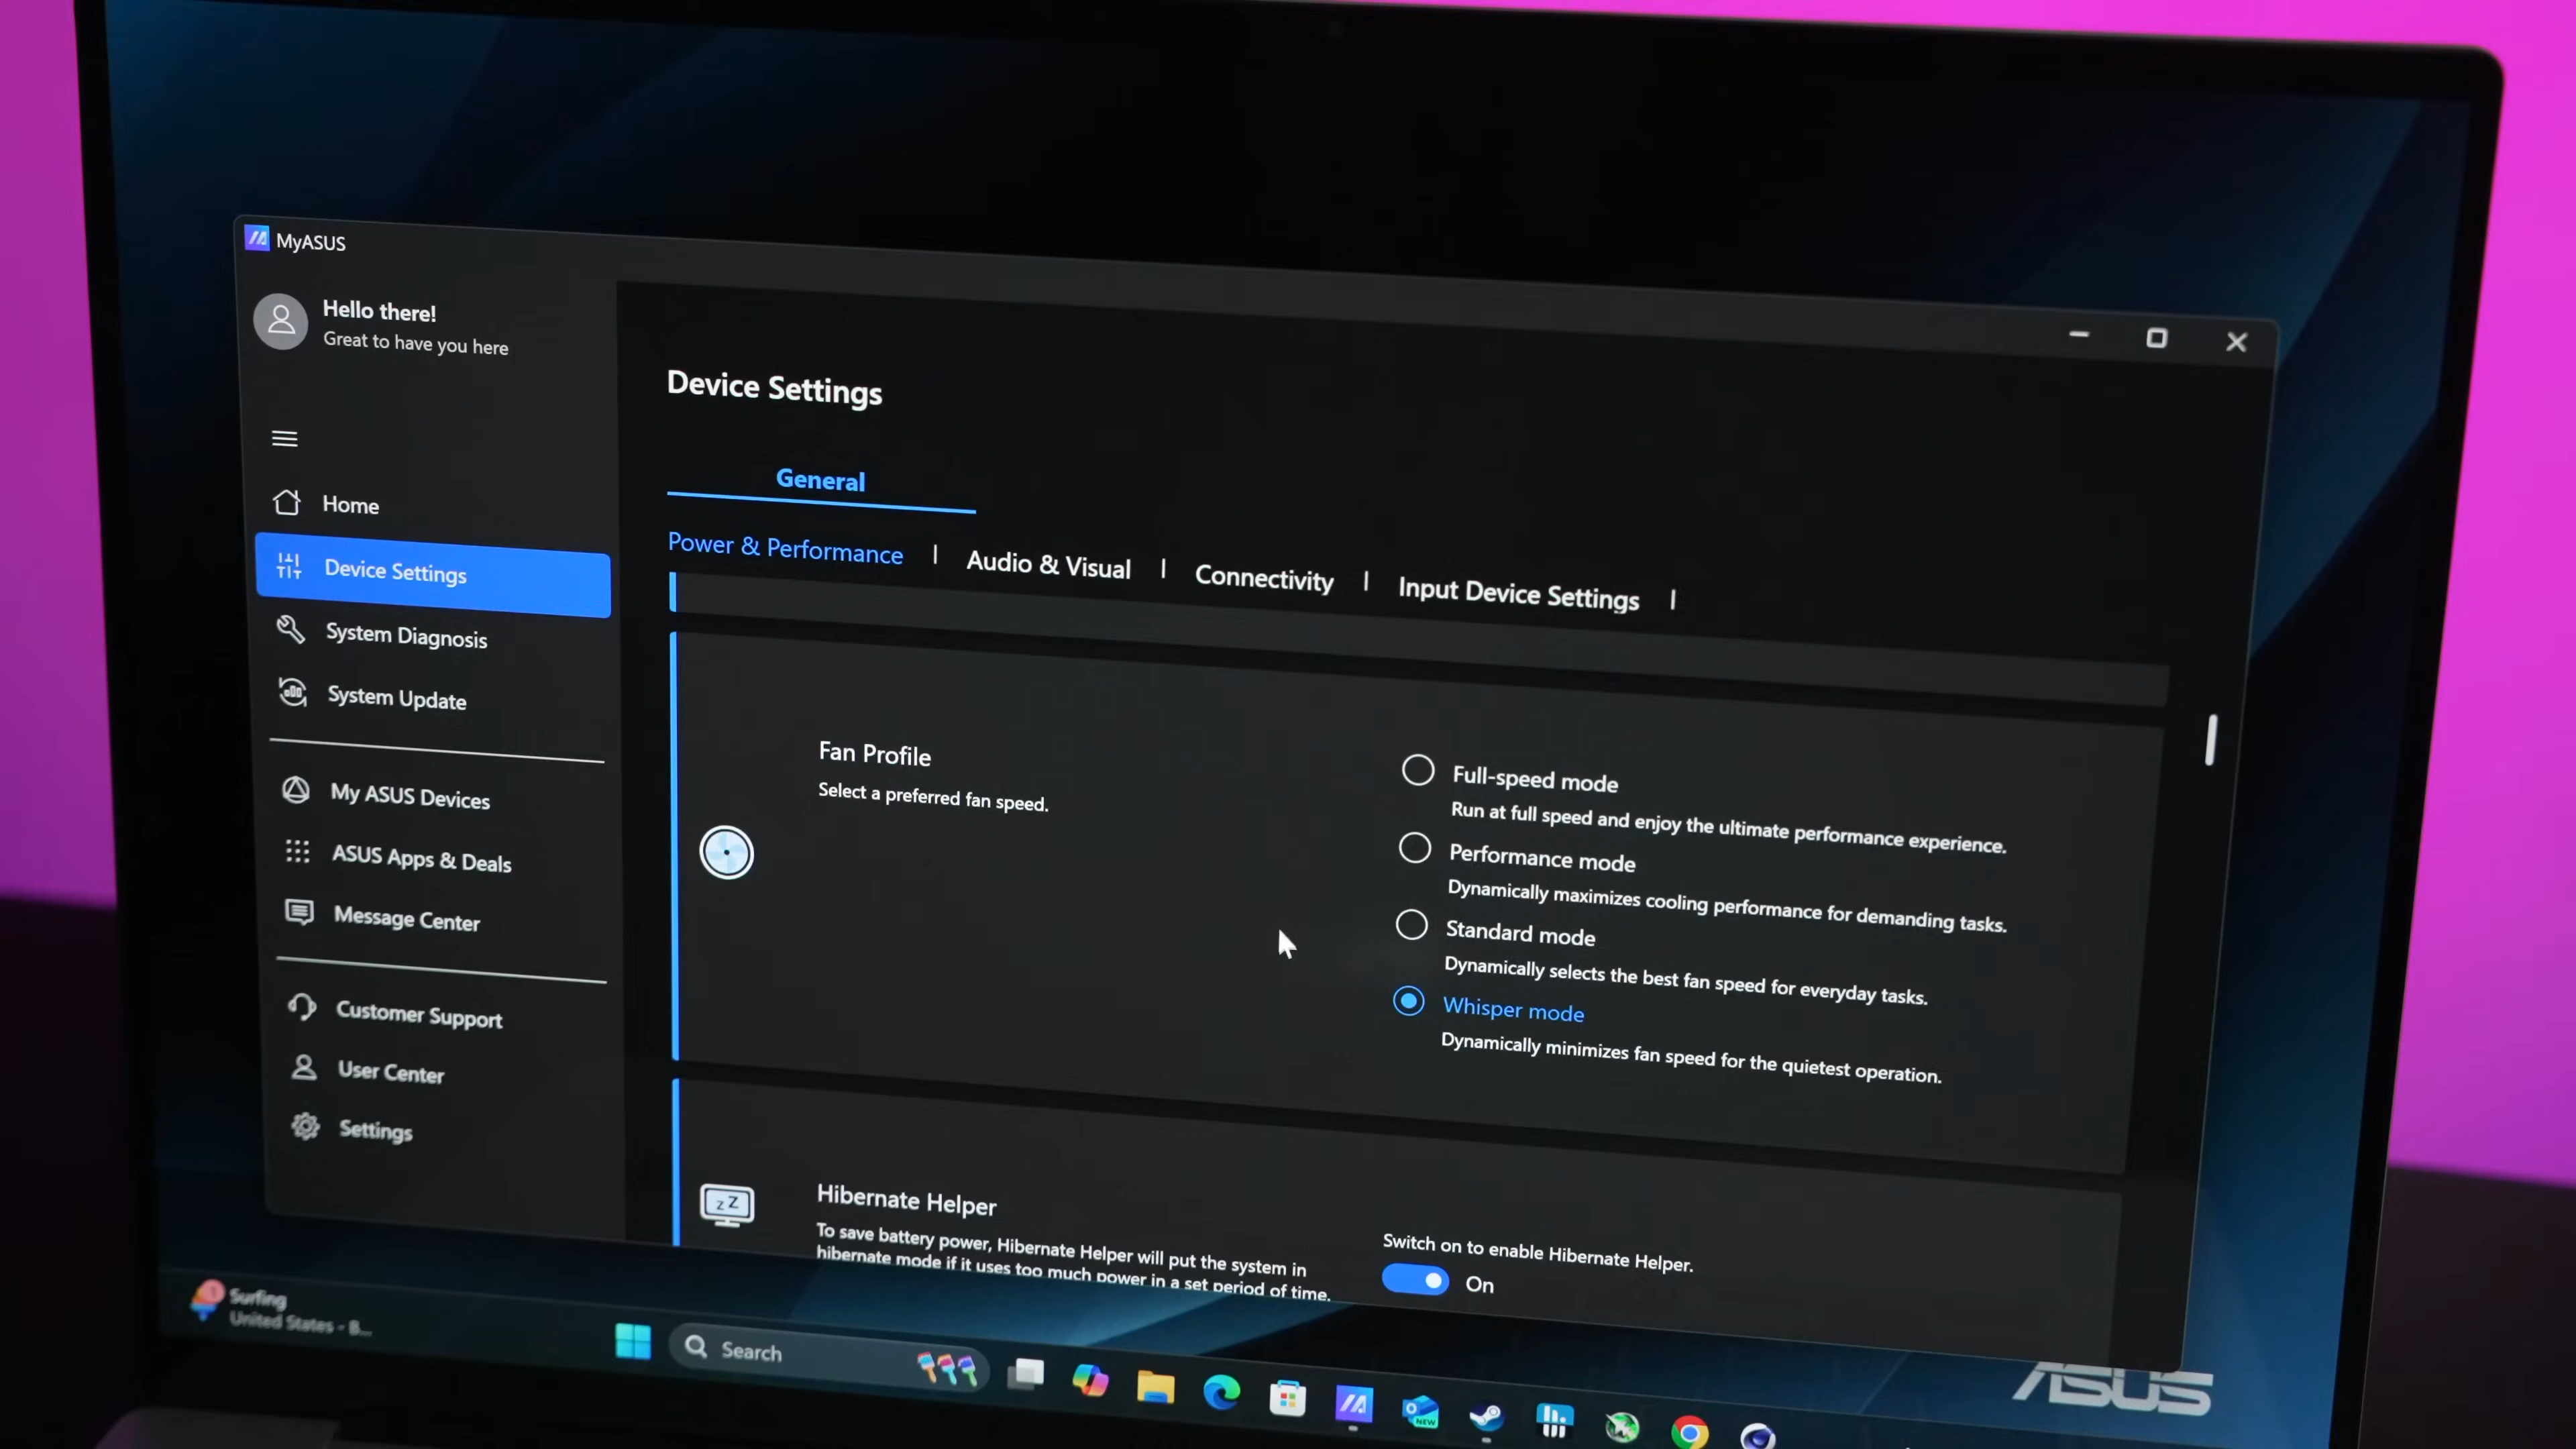 MyASUS
Hello there!
Great to have you here
Home
Device Settings
System Diagnosis
System Update
My ASUS Devices
ASUS Apps & Deals
Message Center
Customer Support
User Center
Settings
Device Settings
General
Power & Performance | Audio & Visual | Connectivity | Input Device Settings |
Fan Profile
Select a preferred fan speed.
Full-speed mode
Run at full speed and enjoy the ultimate performance experience.
Performance mode
Dynamically maximizes cooling performance for demanding tasks.
Standard mode
Dynamically selects the best fan speed for everyday tasks.
Whisper mode
Dynamically minimizes fan speed for the quietest operation.
Hibernate Helper
To save battery power, Hibernate Helper will put the system in
hibernate mode if it uses too much power in a set period of time.
Switch on to enable Hibernate Helper.
On
zZ
1
Surfing
United States - B...
Search
NEW
ASUS